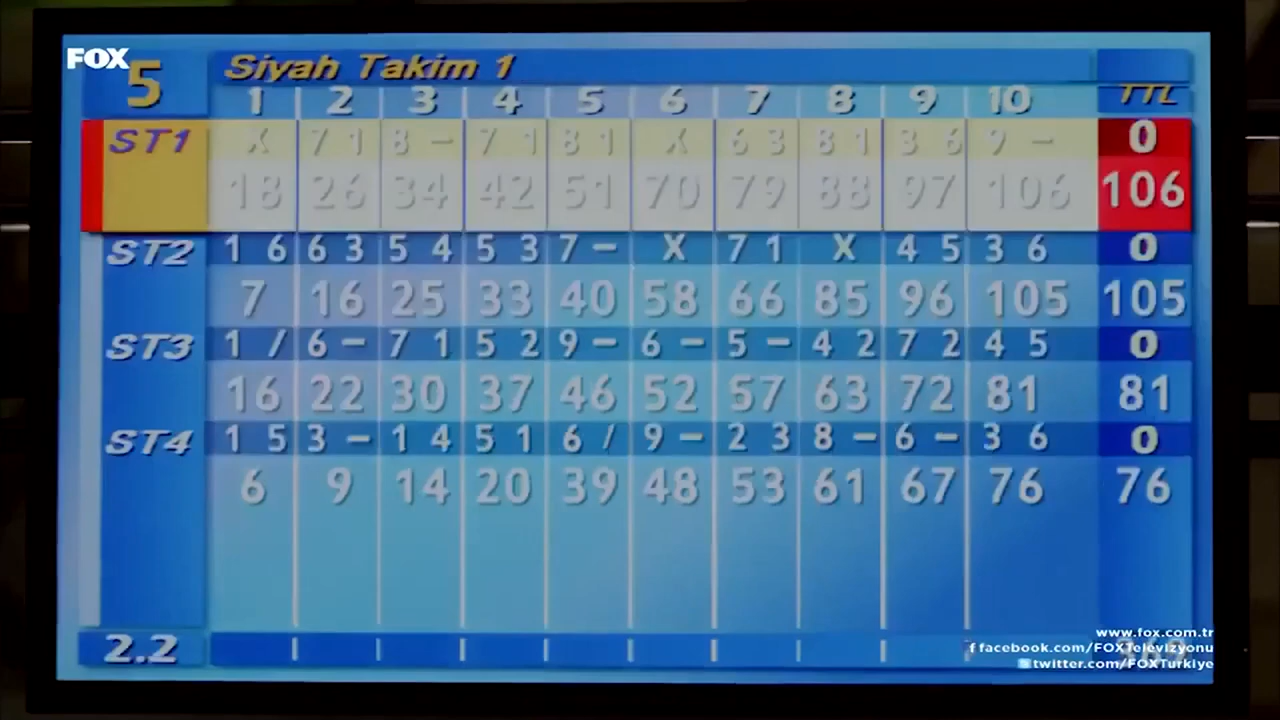 FOX
5 Siyah Takim 1
1 2 3 4 5 6 7 8 9 10 TTL
ST1 X 7 1 8 - 7 1 8 1 X 6 3 8 1 3 6 9 - 0
18 26 34 42 51 70 79 88 97 106 106
ST2 1 6 6 3 5 4 5 3 7 - X 7 1 X 4 5 3 6 0
7 16 25 33 40 58 66 85 96 105 105
ST3 1 / 6 - 7 1 5 2 9 - 6 - 5 - 4 2 7 2 4 5 0
16 22 30 37 46 52 57 63 72 81 81
ST4 1 5 3 - 1 4 5 1 6 / 9 - 2 3 8 - 6 - 3 6 0
6 9 14 20 39 48 53 61 67 76 76
2.2
www.fox.com.tr
facebook.com/FOXTelevizyonu
twitter.com/FOXTurkiye